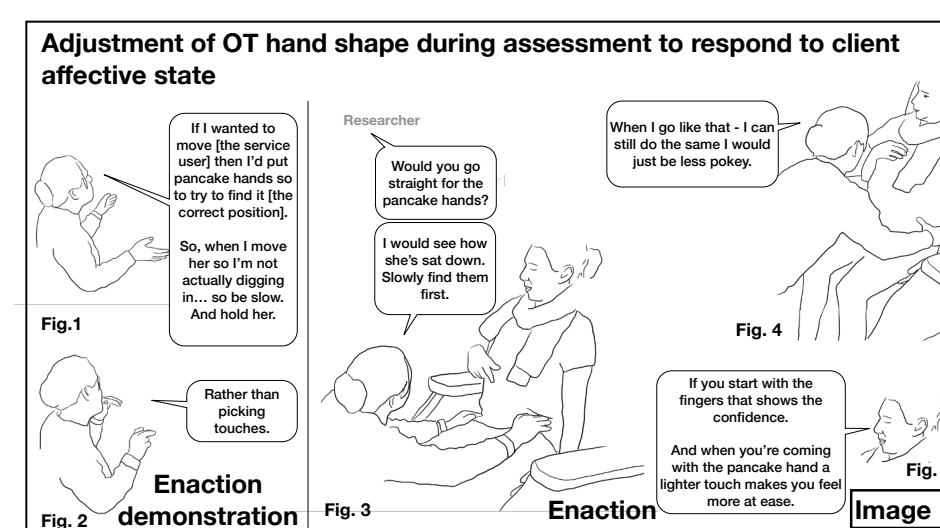 Adjustment of OT hand shape during assessment to respond to client
affective state
If I wanted to
move [the service
user] then I'd put
pancake hands so
to try to find it [the
correct position].
So, when I move
her so I'm not
actually digging
in… so be slow.
And hold her.
Fig.1
Rather than
picking
touches.
Enaction
demonstration
Fig. 2
Researcher
Would you go
straight for the
pancake hands?
I would see how
she's sat down.
Slowly find them
first.
Fig. 3
Enaction
When I go like that - I can
still do the same I would
just be less pokey.
Fig. 4
If you start with the
fingers that shows the
confidence.
And when you're coming
with the pancake hand a
lighter touch makes you feel
more at ease.
Fig.
Image